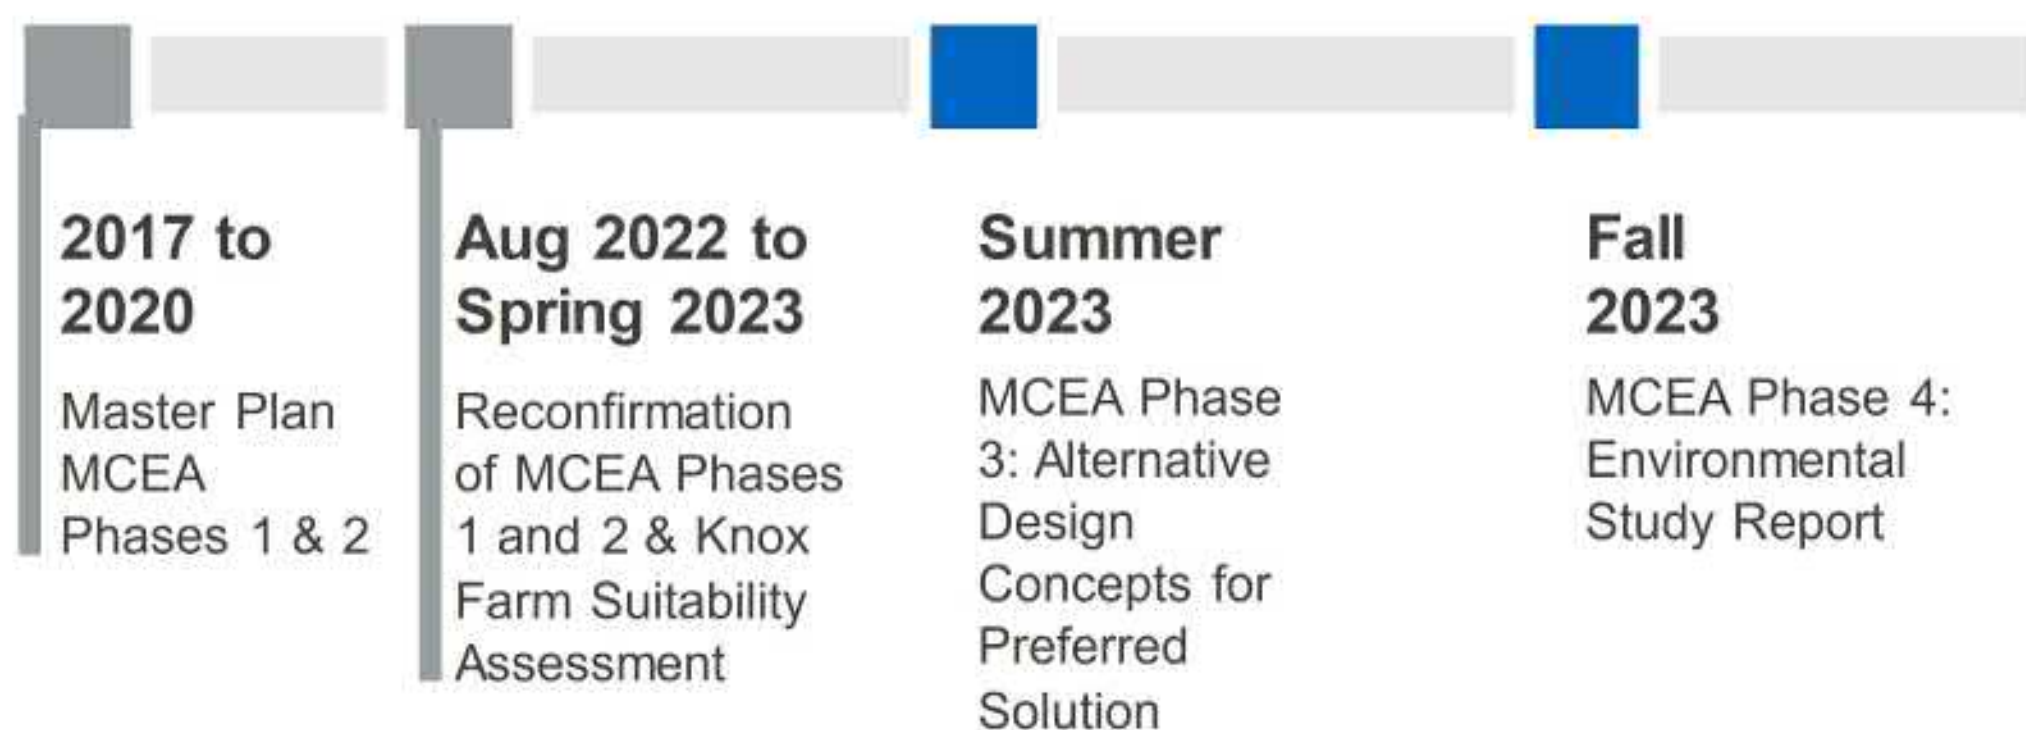 2017 to
2020
Master Plan
MCEA
Phases 1 & 2
Aug 2022 to
Spring 2023
Reconfirmation
of MCEA Phases
1 and 2 & Knox
Farm Suitability
Assessment
Summer
2023
MCEA Phase
3: Alternative
Design
Concepts for
Preferred
Solution
Fall
2023
MCEA Phase 4:
Environmental
Study Report